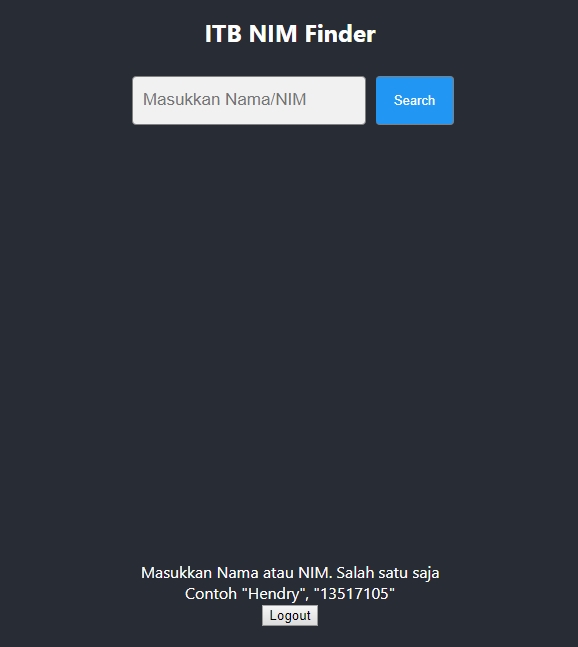 ITB NIM Finder
Masukkan Nama/NIM
Search
Masukkan Nama atau NIM. Salah satu saja
Contoh "Hendry", "13517105"
Logout